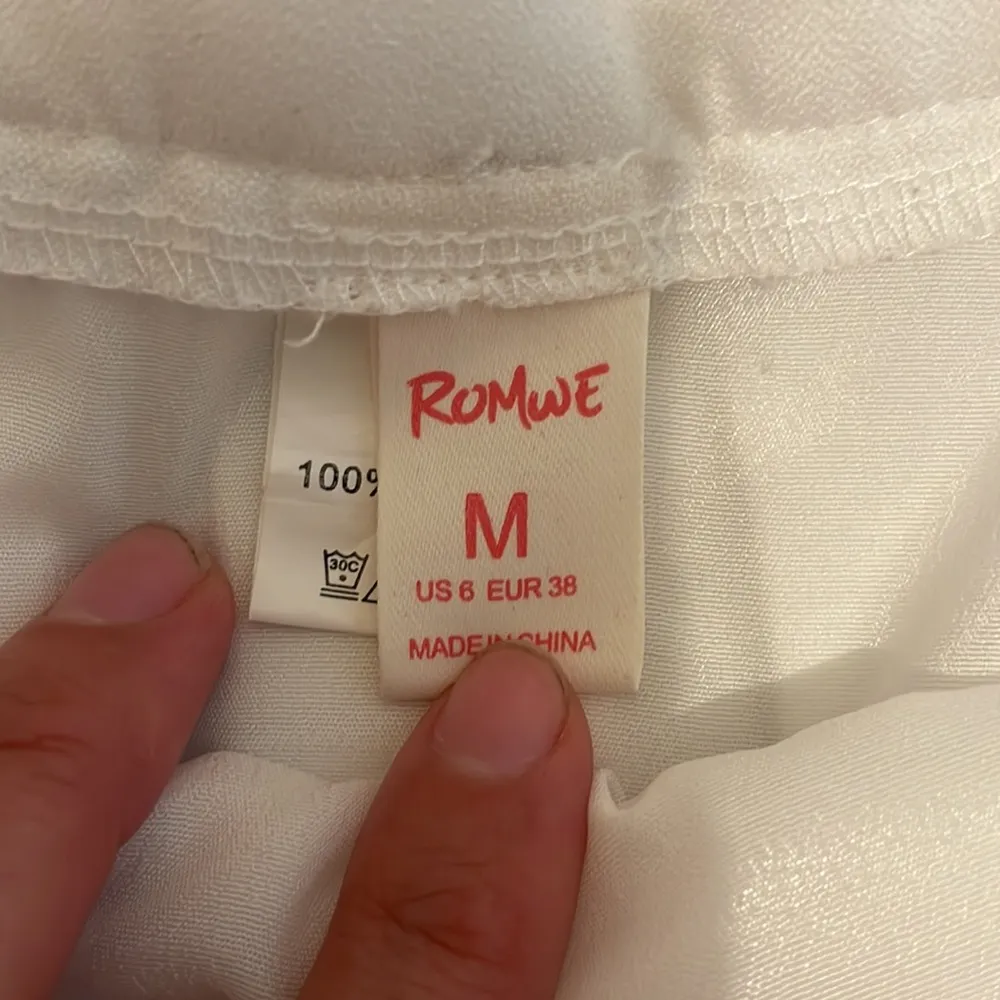 ROMWE
M
US 6 EUR 38
MADE IN CHINA
100%
30C